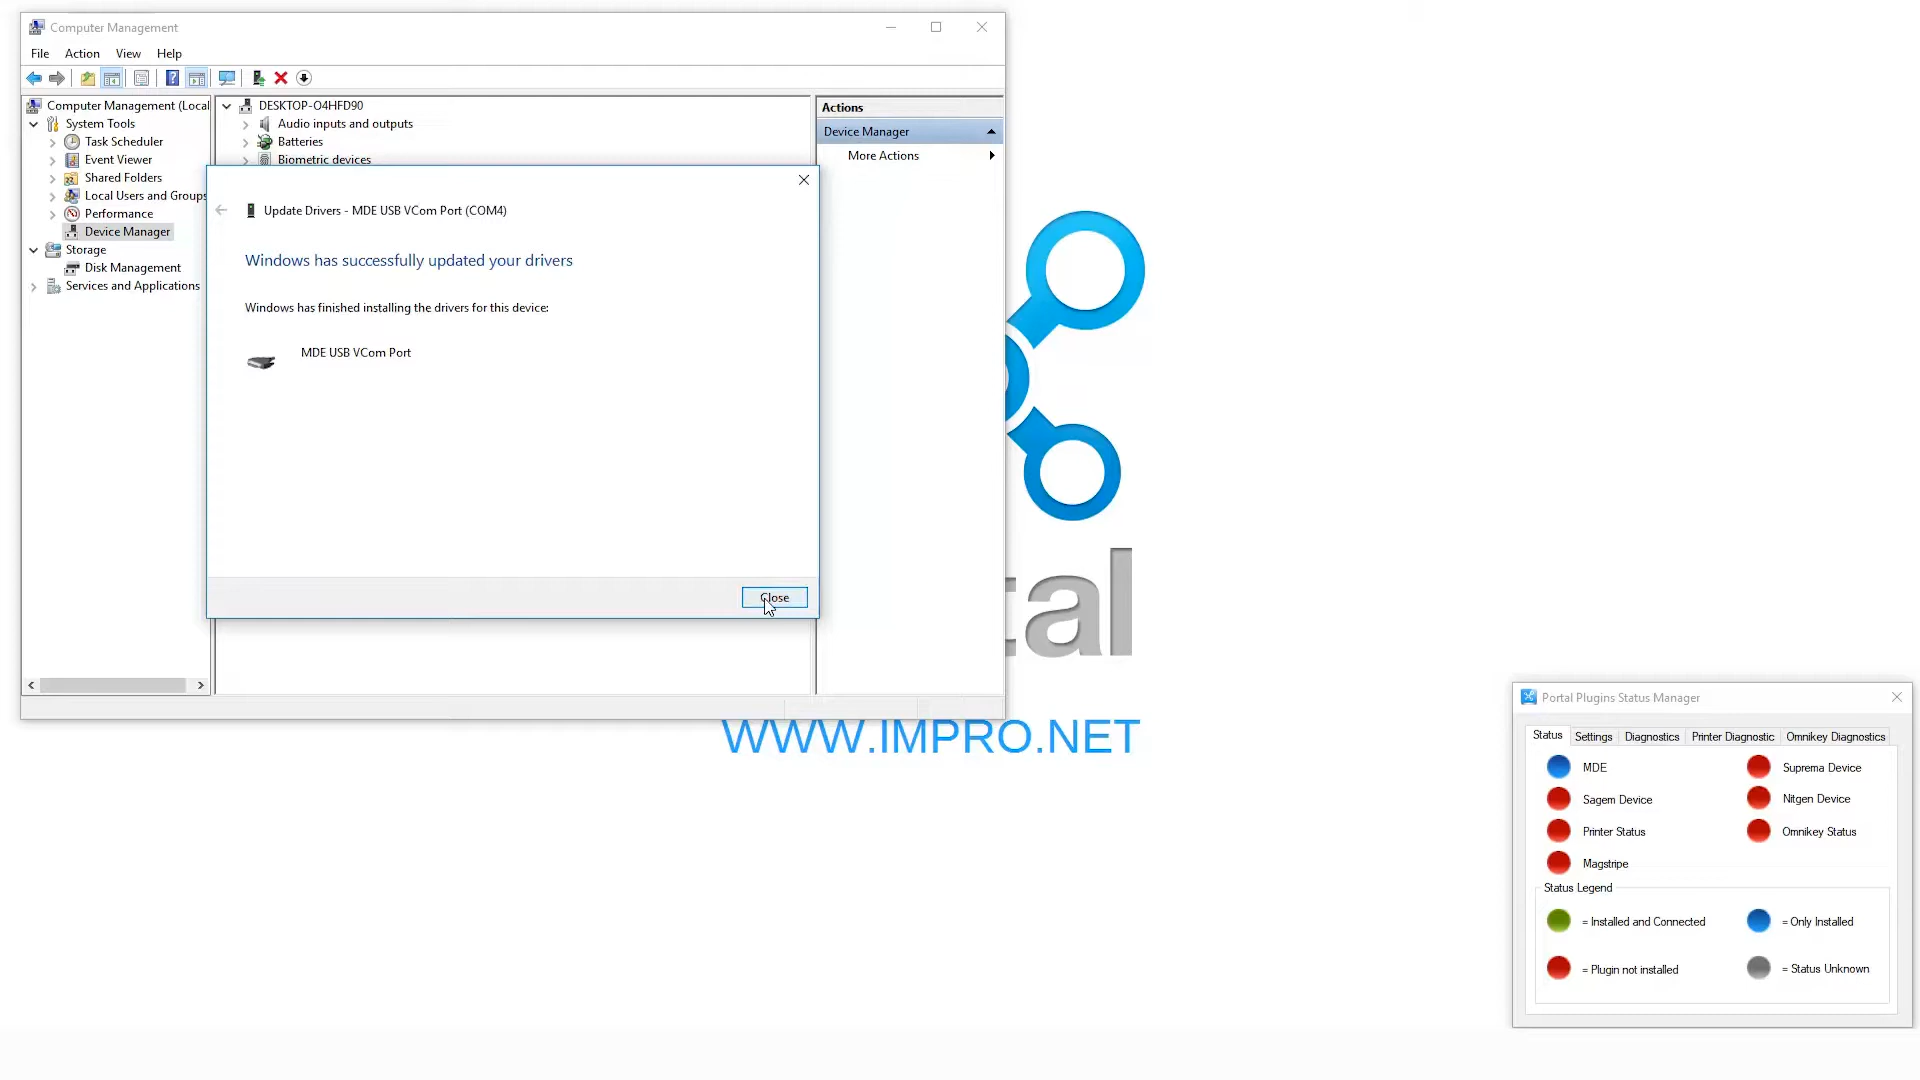 Computer Management
File Action View Help
Computer Management (Local
System Tools
Task Scheduler
Event Viewer
Shared Folders
Local Users and Groups
Performance
Device Manager
Storage
Disk Management
Services and Applications
DESKTOP-O4HFD90
Audio inputs and outputs
Batteries
Biometric devices
Actions
Device Manager
More Actions
Update Drivers - MDE USB VCom Port (COM4)
Windows has successfully updated your drivers
Windows has finished installing the drivers for this device:
MDE USB VCom Port
Close
tal
WWW.IMPRO.NET
Portal Plugins Status Manager
Status Settings Diagnostics Printer Diagnostic Omnikey Diagnostics
MDE Suprema Device
Sagem Device Nitgen Device
Printer Status Omnikey Status
Magstripe
Status Legend
= Installed and Connected = Only Installed
= Plugin not installed = Status Unknown